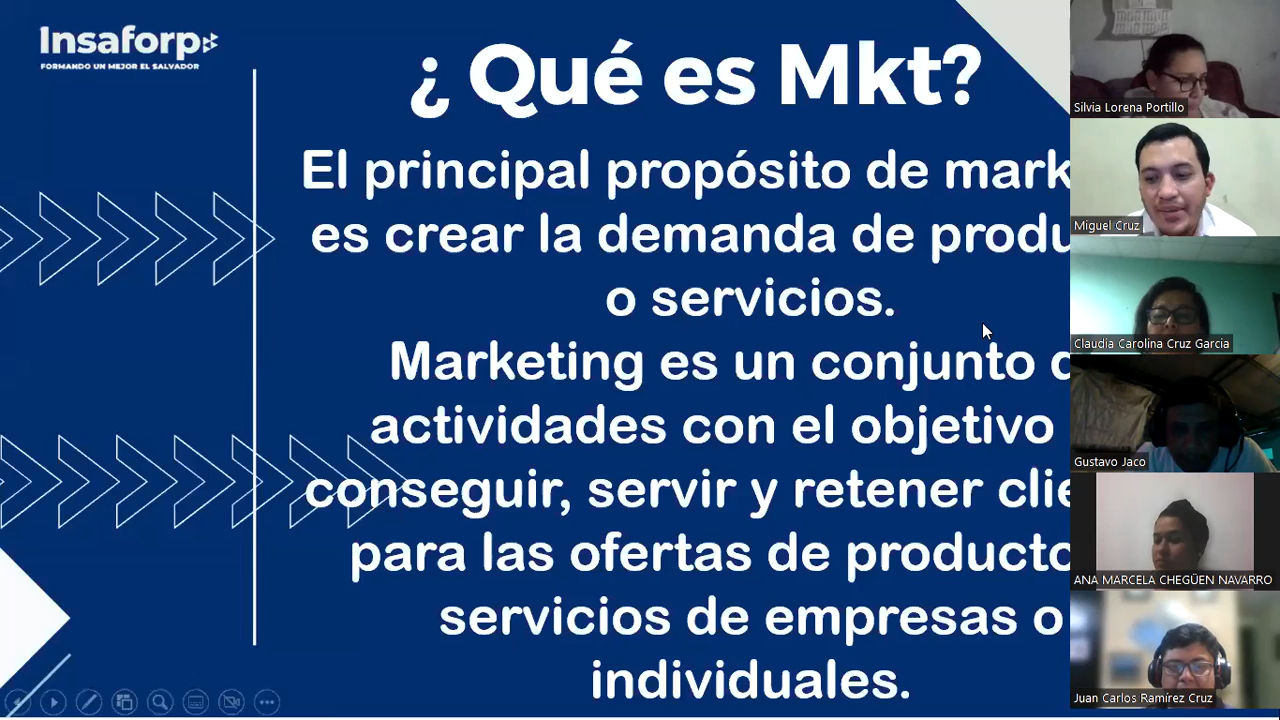 Insaforp
FORMANDO UN MEJOR EL SALVADOR
¿ Qué es Mkt?
El principal propósito de mark
es crear la demanda de produ
o servicios.
Marketing es un conjunto
actividades con el objetivo
conseguir, servir y retener clie
para las ofertas de producto
servicios de empresas o
individuales.
Silvia Lorena Portillo
Miguel Cruz
Claudia Carolina Cruz Garcia
Gustavo Jaco
ANA MARCELA CHEGÜEN NAVARRO
Juan Carlos Ramírez Cruz